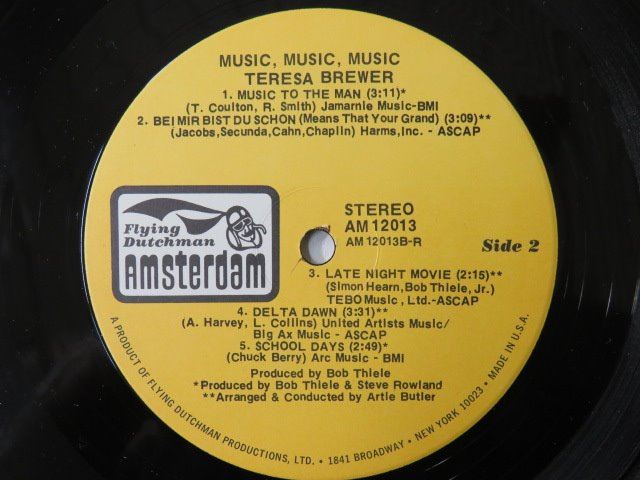 MUSIC, MUSIC, MUSIC
TERESA BREWER
1. MUSIC TO THE MAN (3:11)*
(T. Coulton, R. Smith) Jamarnie Music-BMI
2. BEI MIR BIST DU SCHON (Means That Your Grand) (3:09)**
(Jacobs, Secunda, Cahn, Chaplin) Harms, Inc. - ASCAP
Flying
Dutchman
Amsterdam
STEREO
AM 12013
AM 12013B-R
Side 2
3. LATE NIGHT MOVIE (2:15)**
(Simon Hearn, Bob Thiele, Jr.)
TEBO Music, Ltd.-ASCAP
4. DELTA DAWN (3:31)**
(A. Harvey, L. Collins) United Artists Music/
Big Ax Music - ASCAP
5. SCHOOL DAYS (2:49)*
(Chuck Berry) Arc Music - BMI
Produced by Bob Thiele
*Produced by Bob Thiele & Steve Rowland
**Arranged & Conducted by Artie Butler
A PRODUCT OF FLYING DUTCHMAN PRODUCTIONS, LTD. • 1841 BROADWAY • NEW YORK 10023 • MADE IN U.S.A.